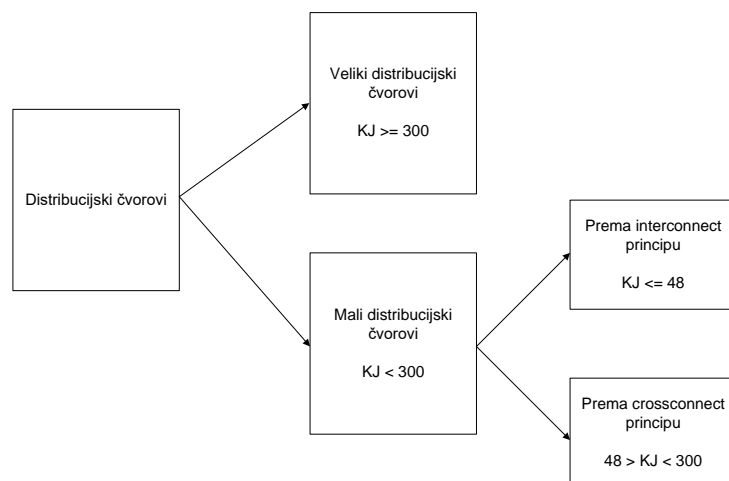 Distribucijski čvorovi
Veliki distribucijski
čvorovi
KJ >= 300
Mali distribucijski
čvorovi
KJ < 300
Prema interconnect
principu
KJ <= 48
Prema crossconnect
principu
48 > KJ < 300